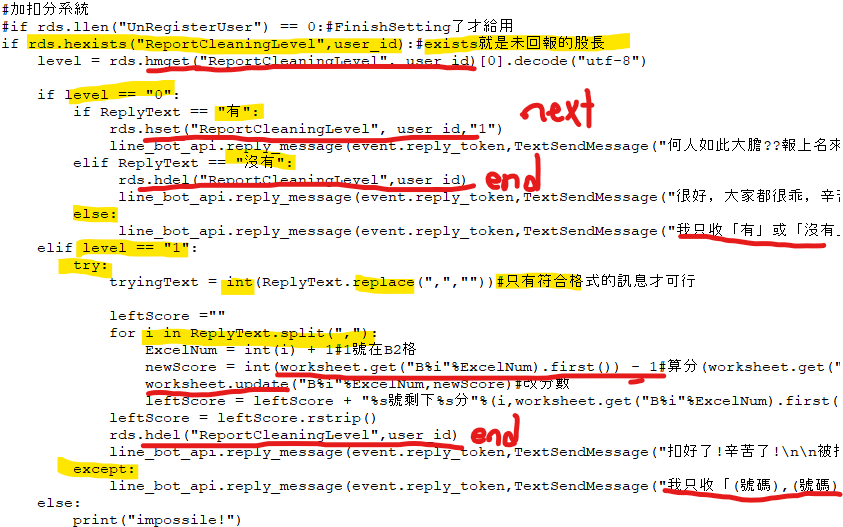 #加扣分系統
#if rds.llen("UnRegisterUser") == 0:#FinishSetting了才給用
if rds.hexists("ReportCleaningLevel",user_id):#exists就是未回報的股長
level = rds.hmget("ReportCleaningLevel", user_id)[0].decode("utf-8")
if level == "0":
if ReplyText == "有":
rds.hset("ReportCleaningLevel", user_id,"1") next
line_bot_api.reply_message(event.reply_token,TextSendMessage("何人如此大膽??報上名來
elif ReplyText == "沒有":
rds.hdel("ReportCleaningLevel",user_id) end
line_bot_api.reply_message(event.reply_token,TextSendMessage("很好，大家都很乖，辛苦
else:
line_bot_api.reply_message(event.reply_token,TextSendMessage("我只收「有」或「沒有」
elif level == "1":
try:
tryingText = int(ReplyText.replace(",",""))#只有符合格式的訊息才可行
leftScore =""
for i in ReplyText.split(","):
ExcelNum = int(i) + 1#1號在B2格
newScore = int(worksheet.get("B%i"%ExcelNum).first()) - 1#算分(worksheet.get("
worksheet.update("B%i"%ExcelNum,newScore)#改分數
leftScore = leftScore + "%s號剩下%s分"%(i,worksheet.get("B%i"%ExcelNum).first(
leftScore = leftScore.rstrip()
rds.hdel("ReportCleaningLevel",user_id) end
line_bot_api.reply_message(event.reply_token,TextSendMessage("扣好了!辛苦了!\n\n被扣
except:
line_bot_api.reply_message(event.reply_token,TextSendMessage("我只收「(號碼),(號碼)
else:
print("impossile!")